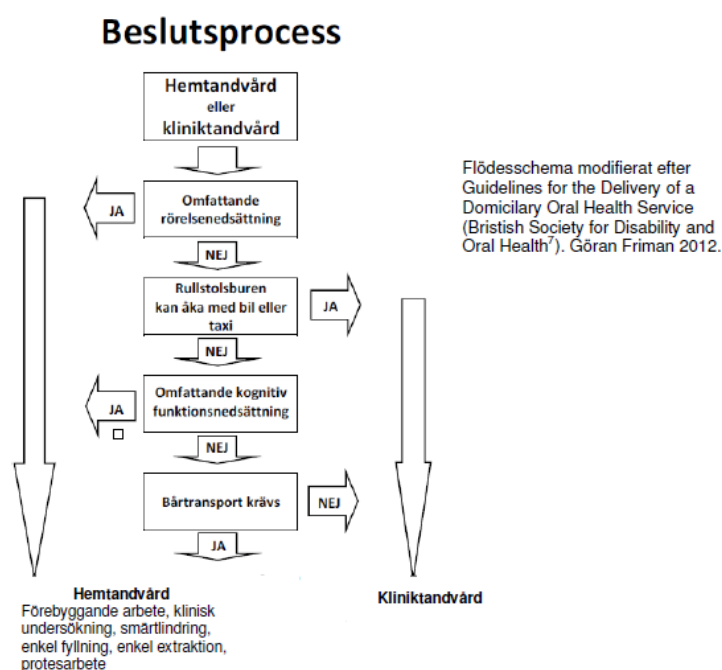 Beslutsprocess
Hemtandvård
eller
kliniktandvård
Flödesschema modifierat efter
Guidelines for the Delivery of a
Domicilary Oral Health Service
(Bristish Society for Disability and
Oral Health7). Göran Friman 2012.
JA
Omfattande
rörelsenedsättning
NEJ
Rullstolsburen
kan åka med bil eller
taxi
JA
NEJ
JA
Omfattande kognitiv
funktionsnedsättning
NEJ
Bårtransport krävs
NEJ
JA
Hemtandvård
Förebyggande arbete, klinisk
undersökning, smärtlindring,
enkel fyllning, enkel extraktion,
protesarbete
Kliniktandvård